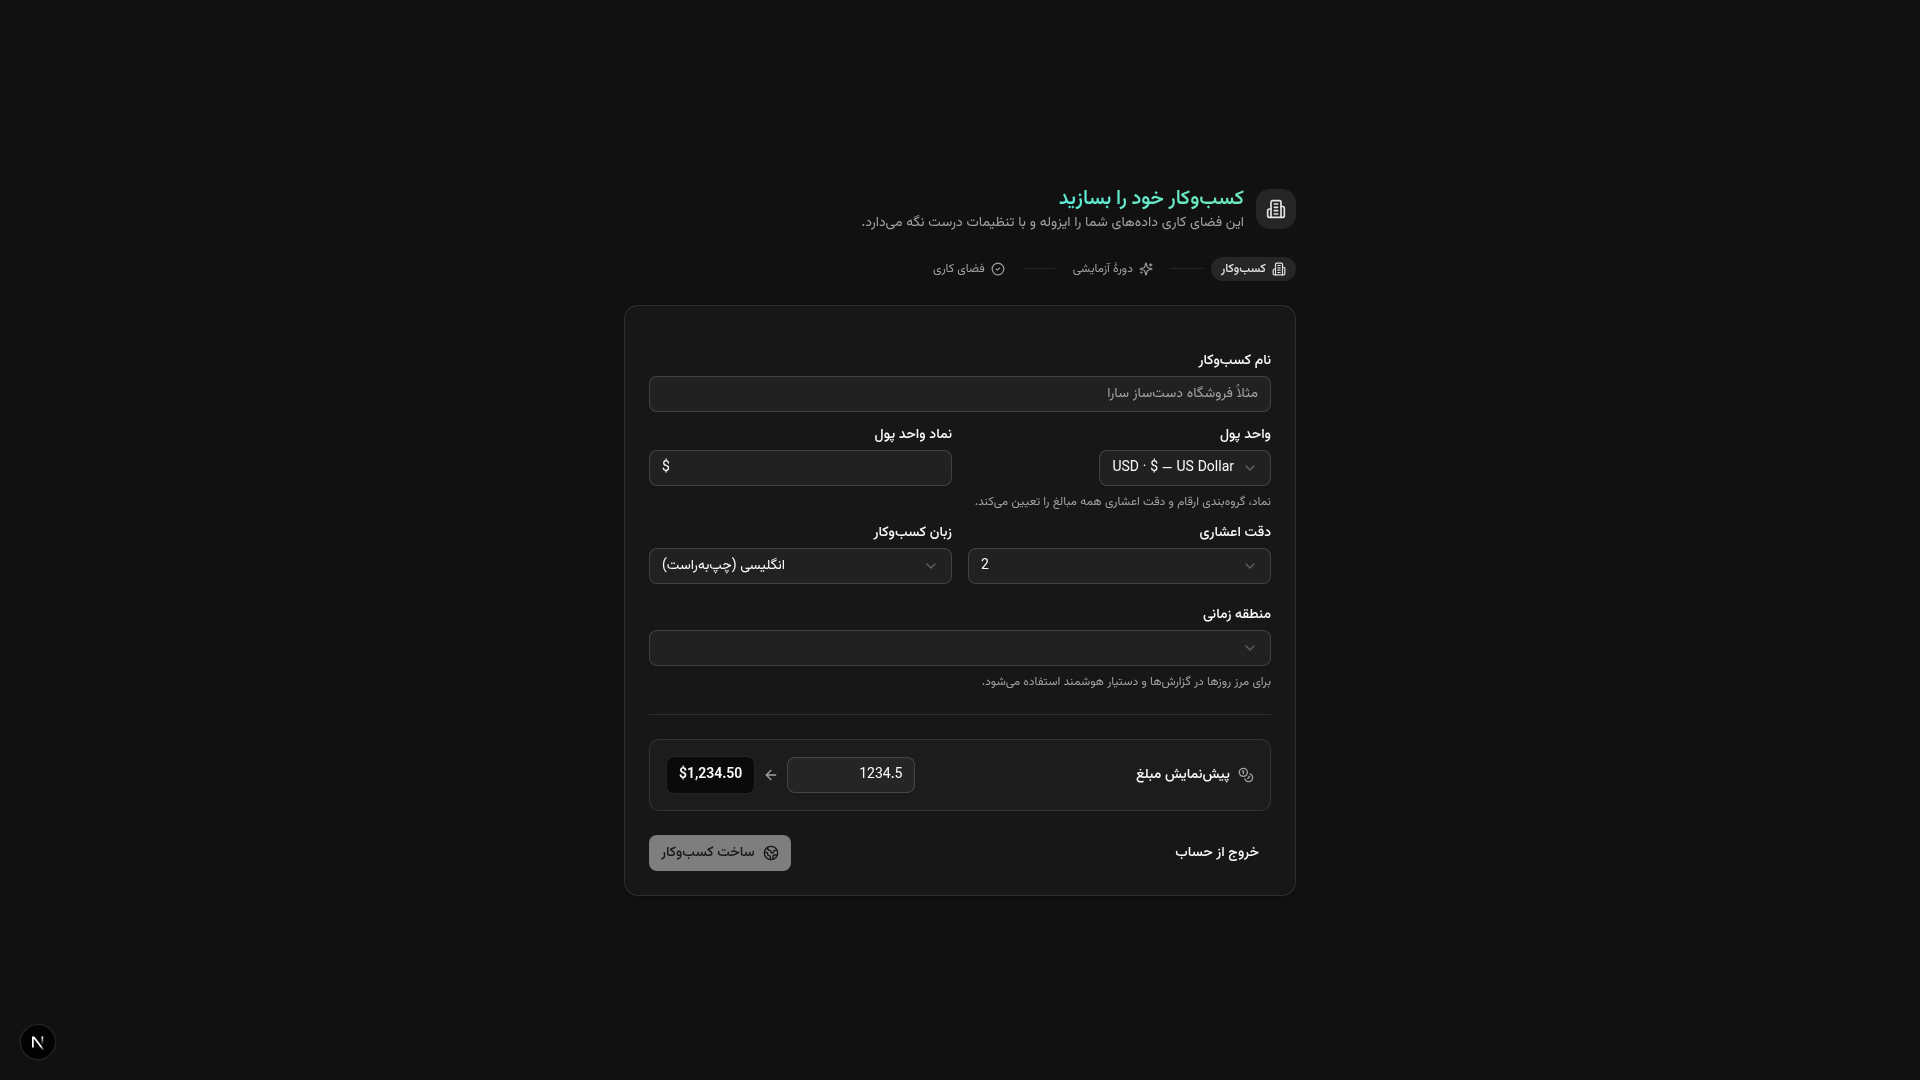 کسب‌وکار خود را بسازید
این فضای کاری داده‌های شما را ایزوله و با تنظیمات درست نگه می‌دارد.
کسب‌وکار
دورهٔ آزمایشی
فضای کاری
نام کسب‌وکار
مثلاً فروشگاه دست‌ساز سارا
واحد پول
نماد واحد پول
USD · $ — US Dollar
$
نماد، گروه‌بندی ارقام و دقت اعشاری همه مبالغ را تعیین می‌کند.
دقت اعشاری
زبان کسب‌وکار
2
انگلیسی (چپ‌به‌راست)
منطقه زمانی
برای مرز روزها در گزارش‌ها و دستیار هوشمند استفاده می‌شود.
پیش‌نمایش مبلغ
1234.5
$1,234.50
خروج از حساب
ساخت کسب‌وکار
N